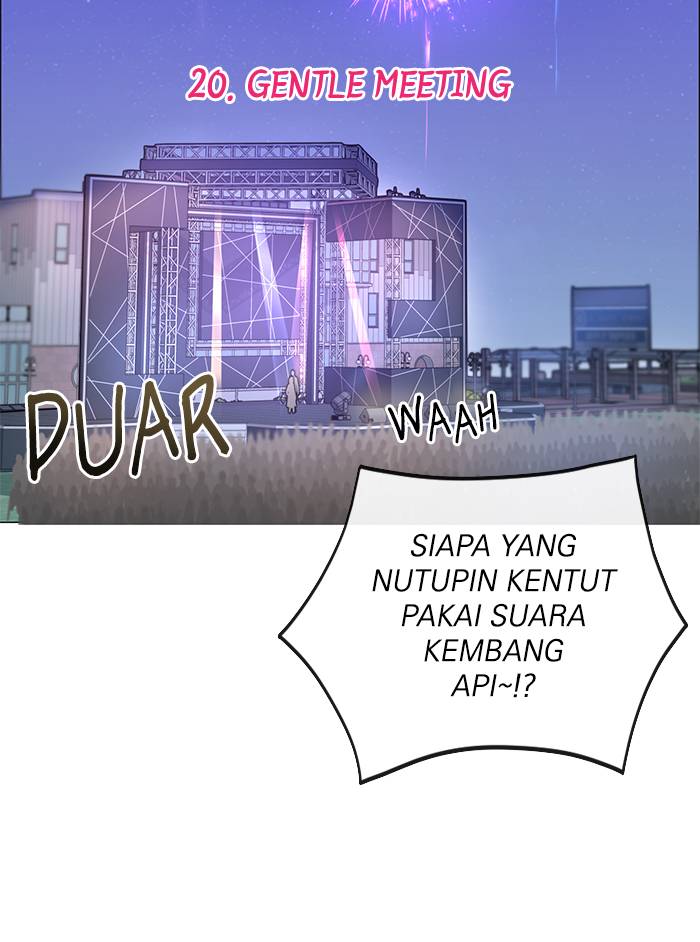 20. GENTLE MEETING
DUAR
WAAH
SIAPA YANG
NUTUPIN KENTUT
PAKAI SUARA
KEMBANG
API~!?